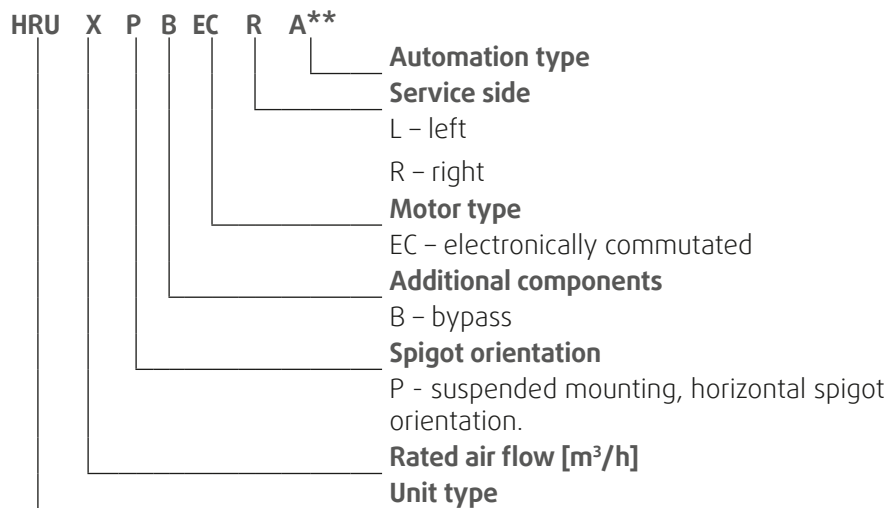 HRU X P B EC R A**
Automation type
Service side
L – left
R – right
Motor type
EC – electronically commutated
Additional components
B – bypass
Spigot orientation
P - suspended mounting, horizontal spigot
orientation.
Rated air flow [m³/h]
Unit type